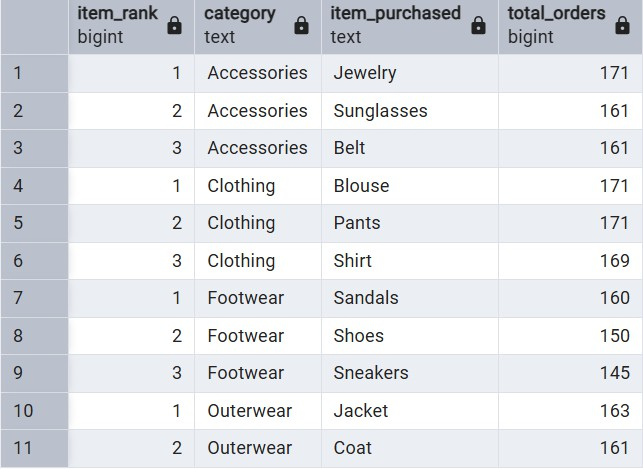 item_rank category item_purchased total_orders
bigint text text bigint
1 1 Accessories Jewelry 171
2 2 Accessories Sunglasses 161
3 3 Accessories Belt 161
4 1 Clothing Blouse 171
5 2 Clothing Pants 171
6 3 Clothing Shirt 169
7 1 Footwear Sandals 160
8 2 Footwear Shoes 150
9 3 Footwear Sneakers 145
10 1 Outerwear Jacket 163
11 2 Outerwear Coat 161